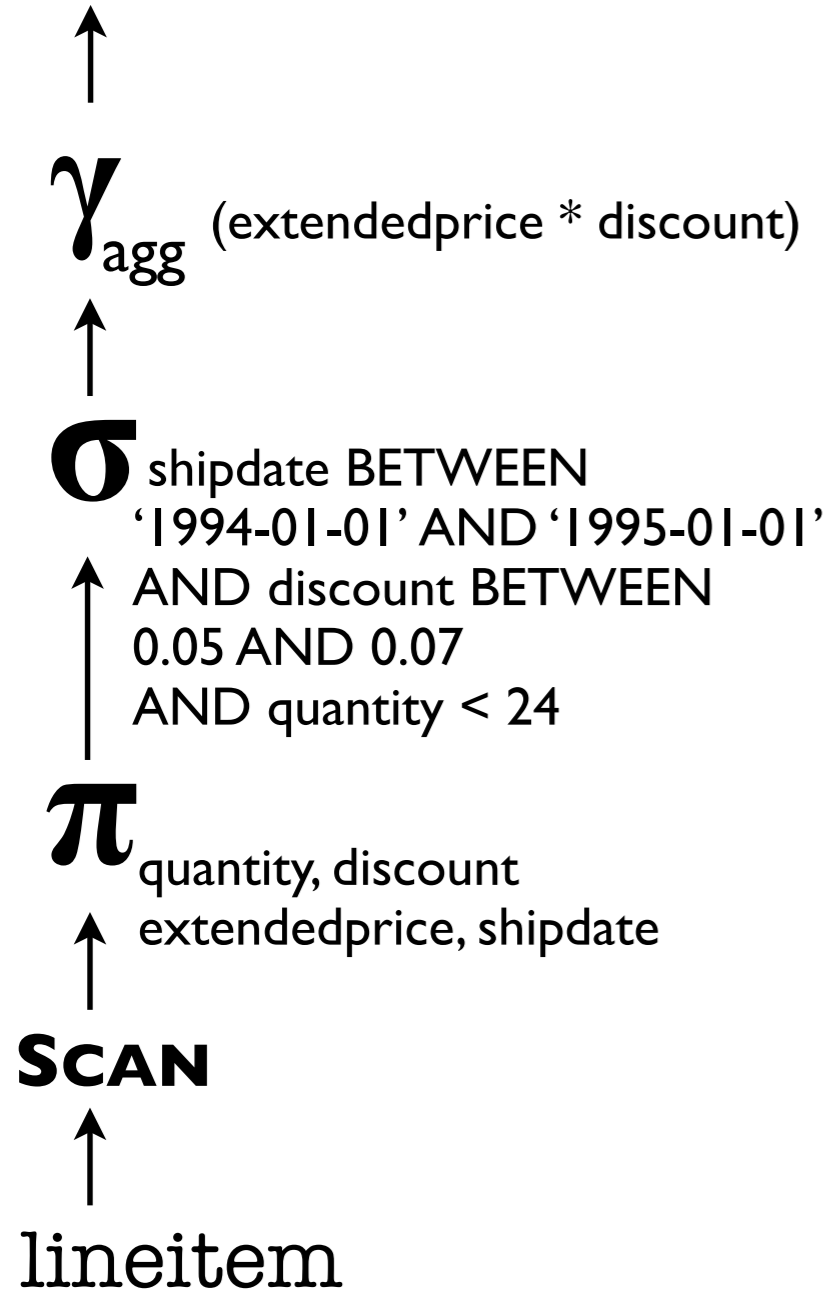 γagg (extendedprice * discount)
σ shipdate BETWEEN
‘1994-01-01’ AND ‘1995-01-01’
AND discount BETWEEN
0.05 AND 0.07
AND quantity < 24
π quantity, discount
extendedprice, shipdate
SCAN
lineitem